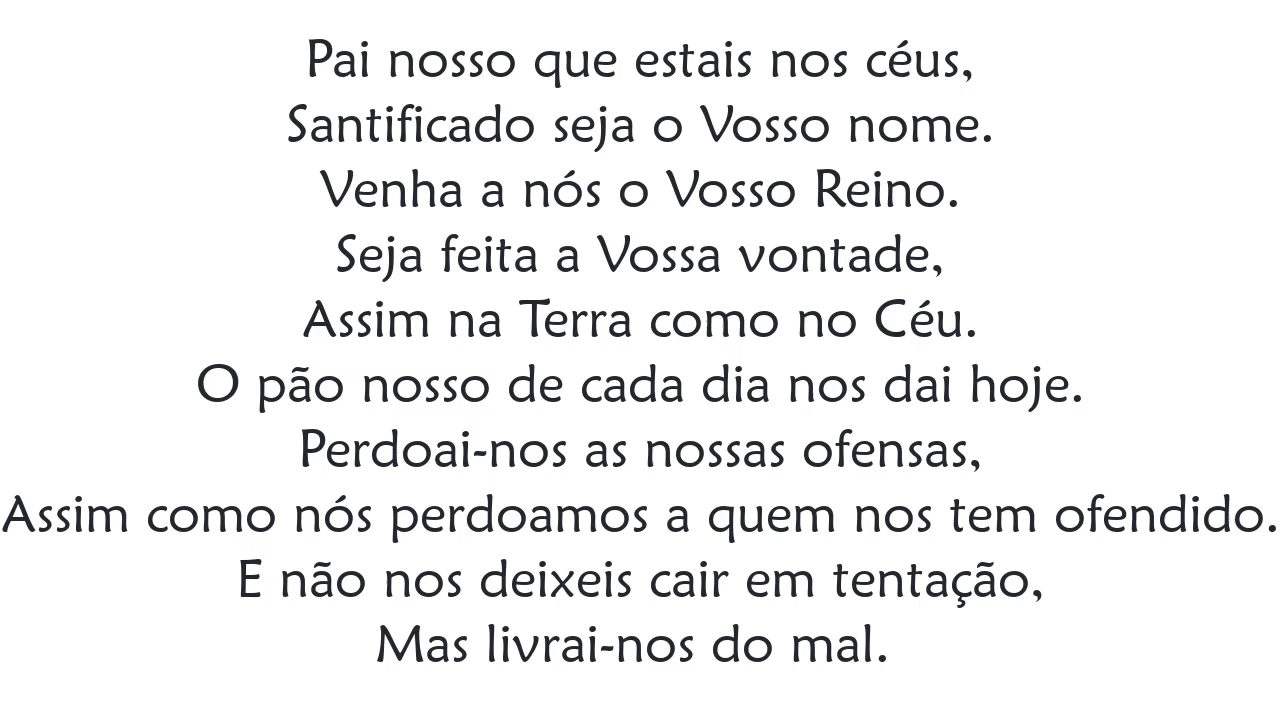 Pai nosso que estais nos céus,
Santificado seja o Vosso nome.
Venha a nós o Vosso Reino.
Seja feita a Vossa vontade,
Assim na Terra como no Céu.
O pão nosso de cada dia nos dai hoje.
Perdoai-nos as nossas ofensas,
Assim como nós perdoamos a quem nos tem ofendido.
E não nos deixeis cair em tentação,
Mas livrai-nos do mal.